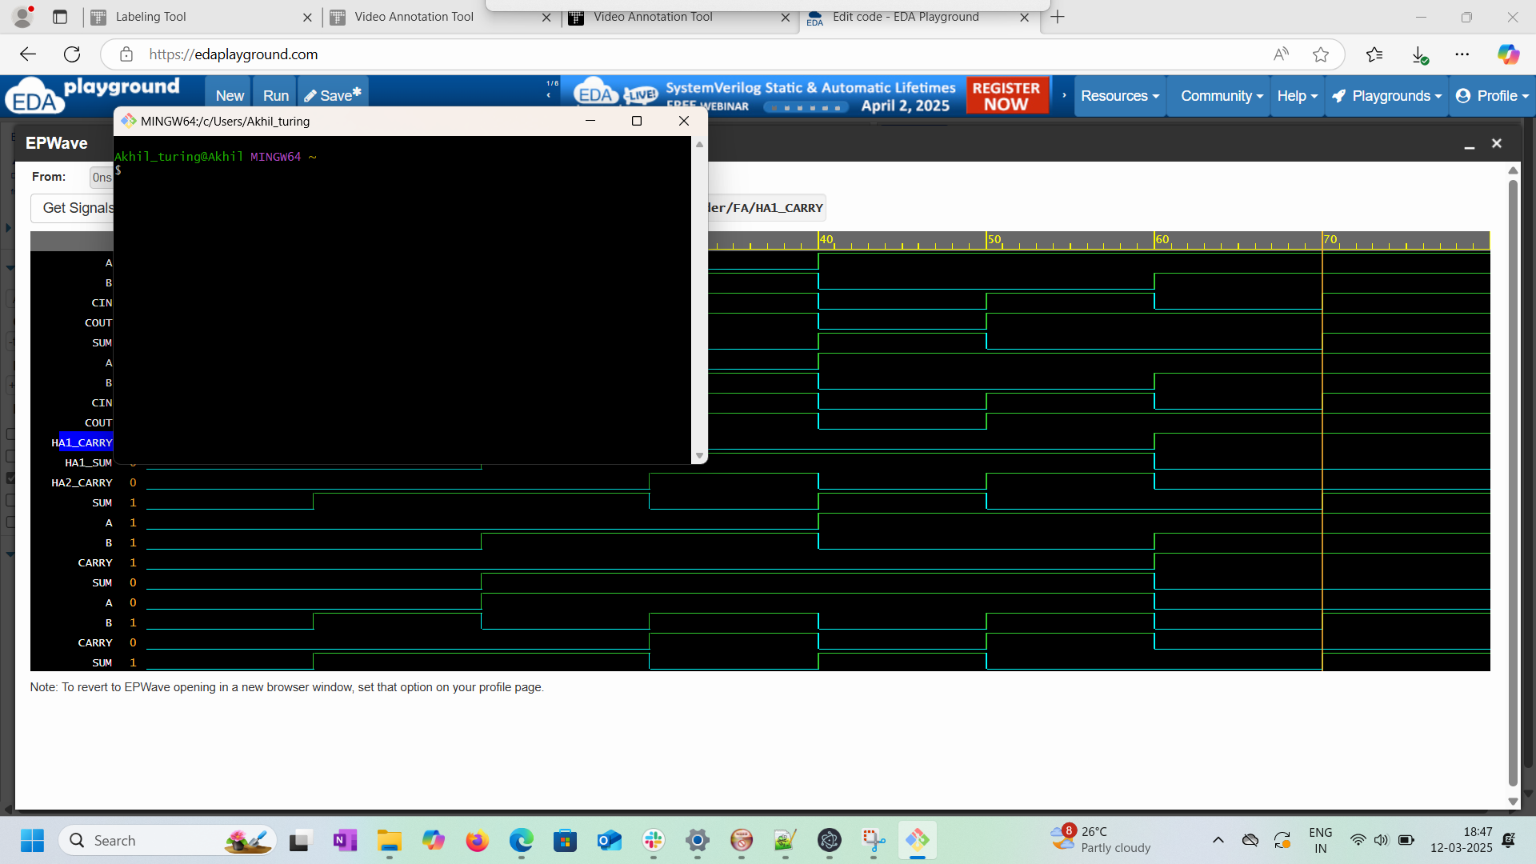 Labeling Tool
Video Annotation Tool
Video Annotation Tool
Edit code - EDA Playground
https://edaplayground.com
EDA playground
New
Run
Save*
1/6
EDA LIVE!
SystemVerilog Static & Automatic Lifetimes
FREE WEBINAR
April 2, 2025
REGISTER NOW
Resources
Community
Help
Playgrounds
Profile
MINGW64:/c/Users/Akhil_turing
Akhil_turing@Akhil MINGW64 ~
$
EPWave
From:
0ns
Get Signals
der/FA/HA1_CARRY
40
50
60
70
A
B
CIN
COUT
SUM
A
B
CIN
COUT
HA1_CARRY
HA1_SUM
HA2_CARRY 0
SUM 1
A 1
B 1
CARRY 1
SUM 0
A 0
B 1
CARRY 0
SUM 1
Note: To revert to EPWave opening in a new browser window, set that option on your profile page.
Search
8
26°C
Partly cloudy
ENG
IN
18:47
12-03-2025